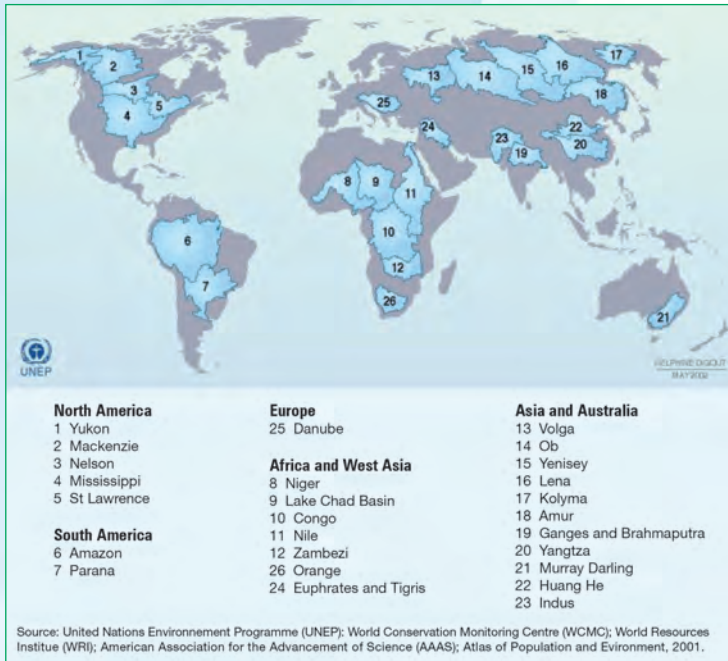 1
2
3
4
5
6
7
8
9
10
11
12
13
14
15
16
17
18
19
20
21
22
23
24
25
26
UNEP
DELPHINE DIGOUT
MAY 2002
North America
1 Yukon
2 Mackenzie
3 Nelson
4 Mississippi
5 St Lawrence
South America
6 Amazon
7 Parana
Europe
25 Danube
Africa and West Asia
8 Niger
9 Lake Chad Basin
10 Congo
11 Nile
12 Zambezi
26 Orange
24 Euphrates and Tigris
Asia and Australia
13 Volga
14 Ob
15 Yenisey
16 Lena
17 Kolyma
18 Amur
19 Ganges and Brahmaputra
20 Yangtza
21 Murray Darling
22 Huang He
23 Indus
Source: United Nations Environnement Programme (UNEP): World Conservation Monitoring Centre (WCMC); World Resources
Institue (WRI); American Association for the Advancement of Science (AAAS); Atlas of Population and Evironment, 2001.